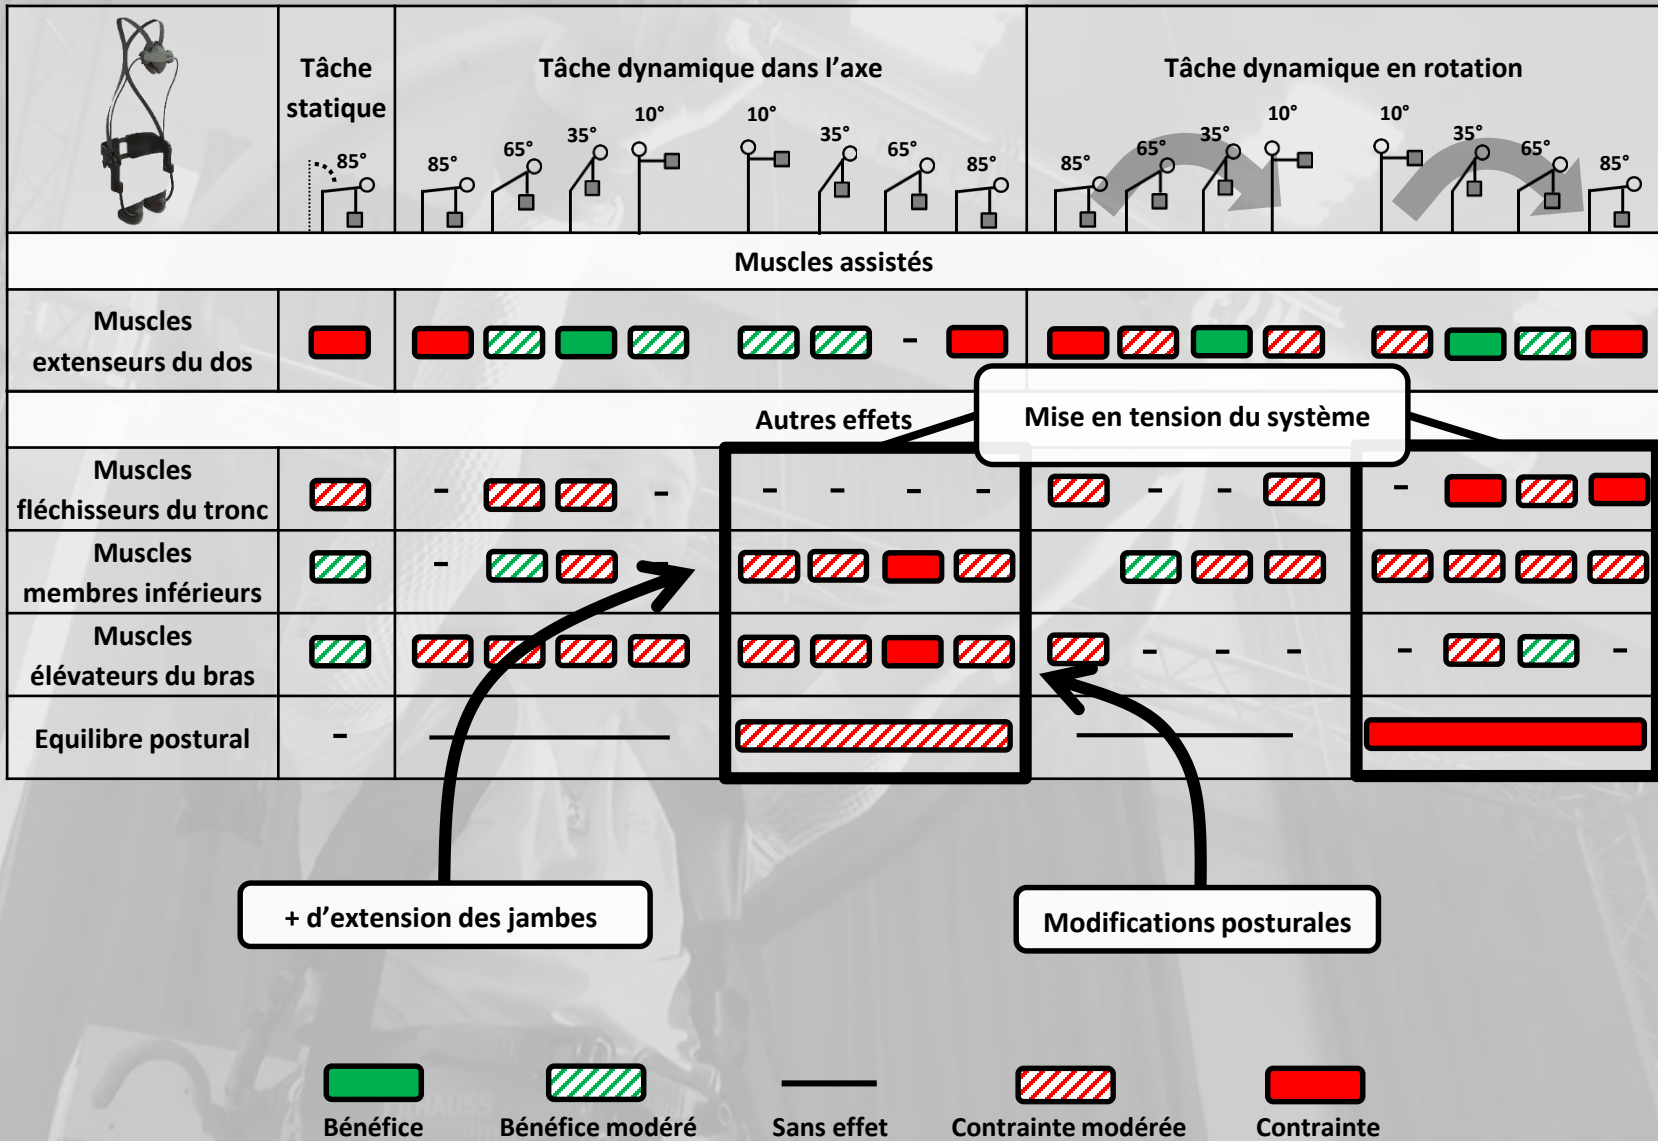 Tâche
statique
Tâche dynamique dans l'axe
Tâche dynamique en rotation
85°
85°
65°
35°
10°
10°
35°
65°
85°
85°
65°
35°
10°
10°
35°
65°
85°
Muscles assistés
Muscles
extenseurs du dos
-
Autres effets
Mise en tension du système
Muscles
fléchisseurs du tronc
- - - - - - - - -
Muscles
membres inférieurs
-
Muscles
élévateurs du bras
- - - - -
Equilibre postural
-
+ d'extension des jambes
Modifications posturales
Bénéfice
Bénéfice modéré
Sans effet
Contrainte modérée
Contrainte